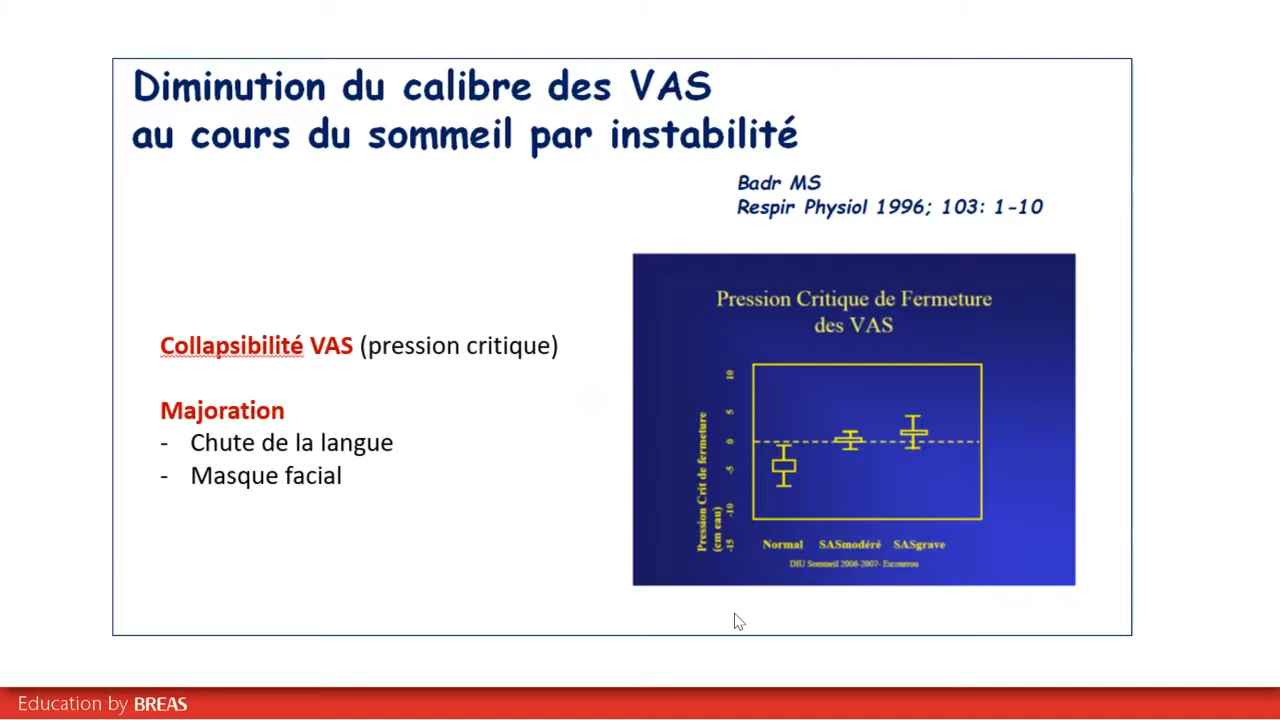 Diminution du calibre des VAS
au cours du sommeil par instabilité
Badr MS
Respir Physiol 1996; 103: 1-10
Collapsibilité VAS (pression critique)
Majoration
- Chute de la langue
- Masque facial
Pression Critique de Fermeture
des VAS
Pression Crit de fermeture
(cm eau)
10
5
0
-5
-10
-15
Normal SASmodéré SASgrave
DIU Sommeil 2006-2007- Escourrou
Education by BREAS